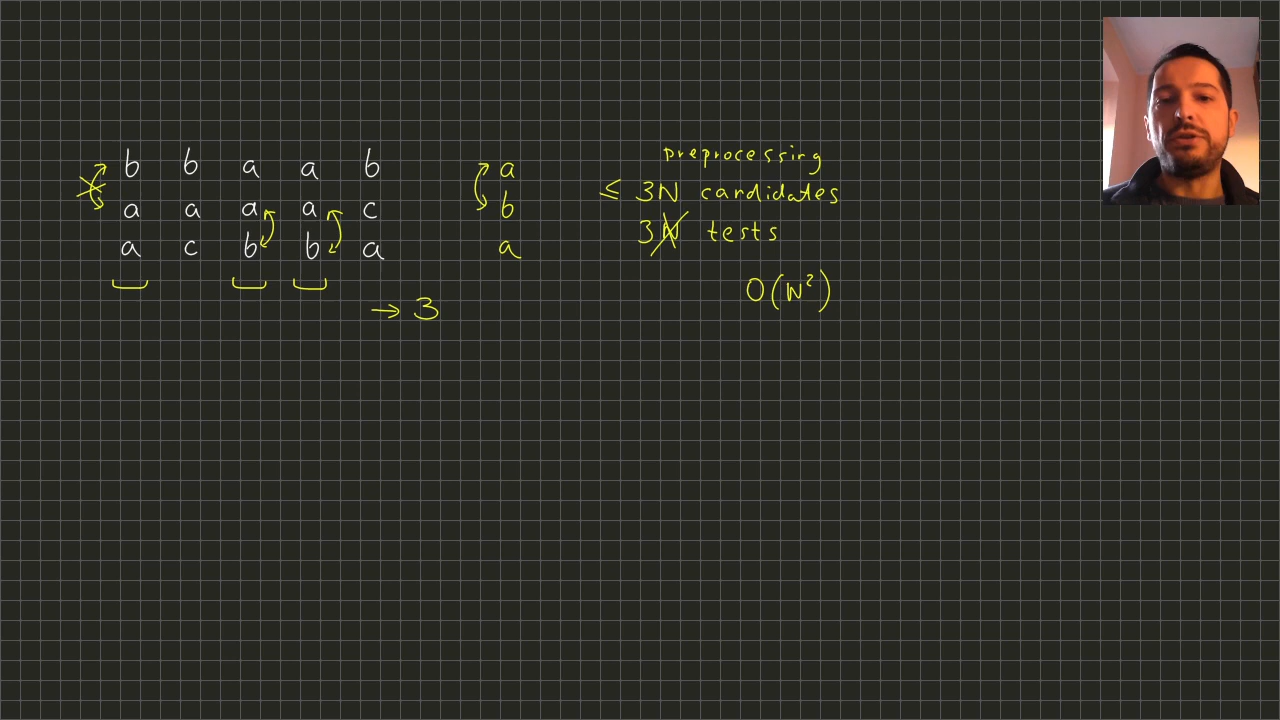 b b a a b a
a a a a c b
a c b b a a
→ 3
preprocessing
≤ 3N candidates
3N tests
O(N²)